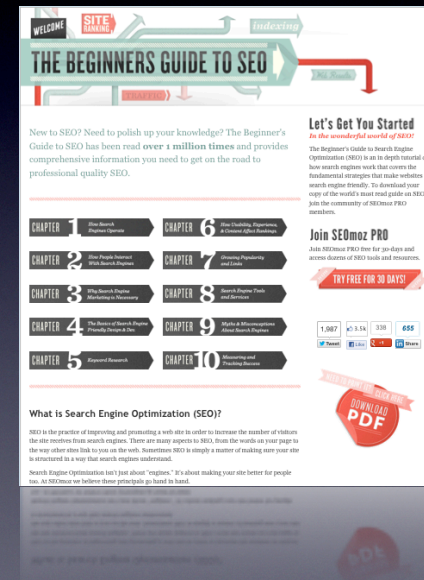 WELCOME
SITE
RANKING
indexing
THE BEGINNERS GUIDE TO SEO
TRAFFIC
New to SEO? Need to polish up your knowledge? The Beginner's
Guide to SEO has been read over 1 million times and provides
comprehensive information you need to get on the road to
professional quality SEO.
CHAPTER 1 How Search
Engines Operate
CHAPTER 2 How People Interact
With Search Engines
CHAPTER 3 Why Search Engine
Marketing is Necessary
CHAPTER 4 The Basics of Search Engine
Friendly Design & Dev.
CHAPTER 5 Keyword Research
CHAPTER 6 How Usability, Experience,
& Content Affect Rankings
CHAPTER 7 Growing Popularity
and Links
CHAPTER 8 Search Engine Tools
and Services
CHAPTER 9 Myths & Misconceptions
About Search Engines
CHAPTER 10 Measuring and
Tracking Success
What is Search Engine Optimization (SEO)?
SEO is the practice of improving and promoting a web site in order to increase the number of visitors
the site receives from search engines. There are many aspects to SEO, from the words on your page to
the way other sites link to you on the web. Sometimes SEO is simply a matter of making sure your site
is structured in a way that search engines understand.
Search Engine Optimization isn't just about "engines." It's about making your site better for people
too. At SEOmoz we believe these principals go hand in hand.
Let's Get You Started
In the wonderful world of SEO!
The Beginner's Guide to Search Engine
Optimization (SEO) is an in depth tutorial o
how search engines work that covers the
fundamental strategies that make websites
search engine friendly. To download your
copy of the world's most read guide on SEO
join the community of SEOmoz PRO
members.
Join SEOmoz PRO
Join SEOmoz PRO free for 30-days and
access dozens of SEO tools and resources.
TRY FREE FOR 30 DAYS!
1,987 8.5k 338 655
Tweet Like +1 Share
DOWNLOAD
PDF